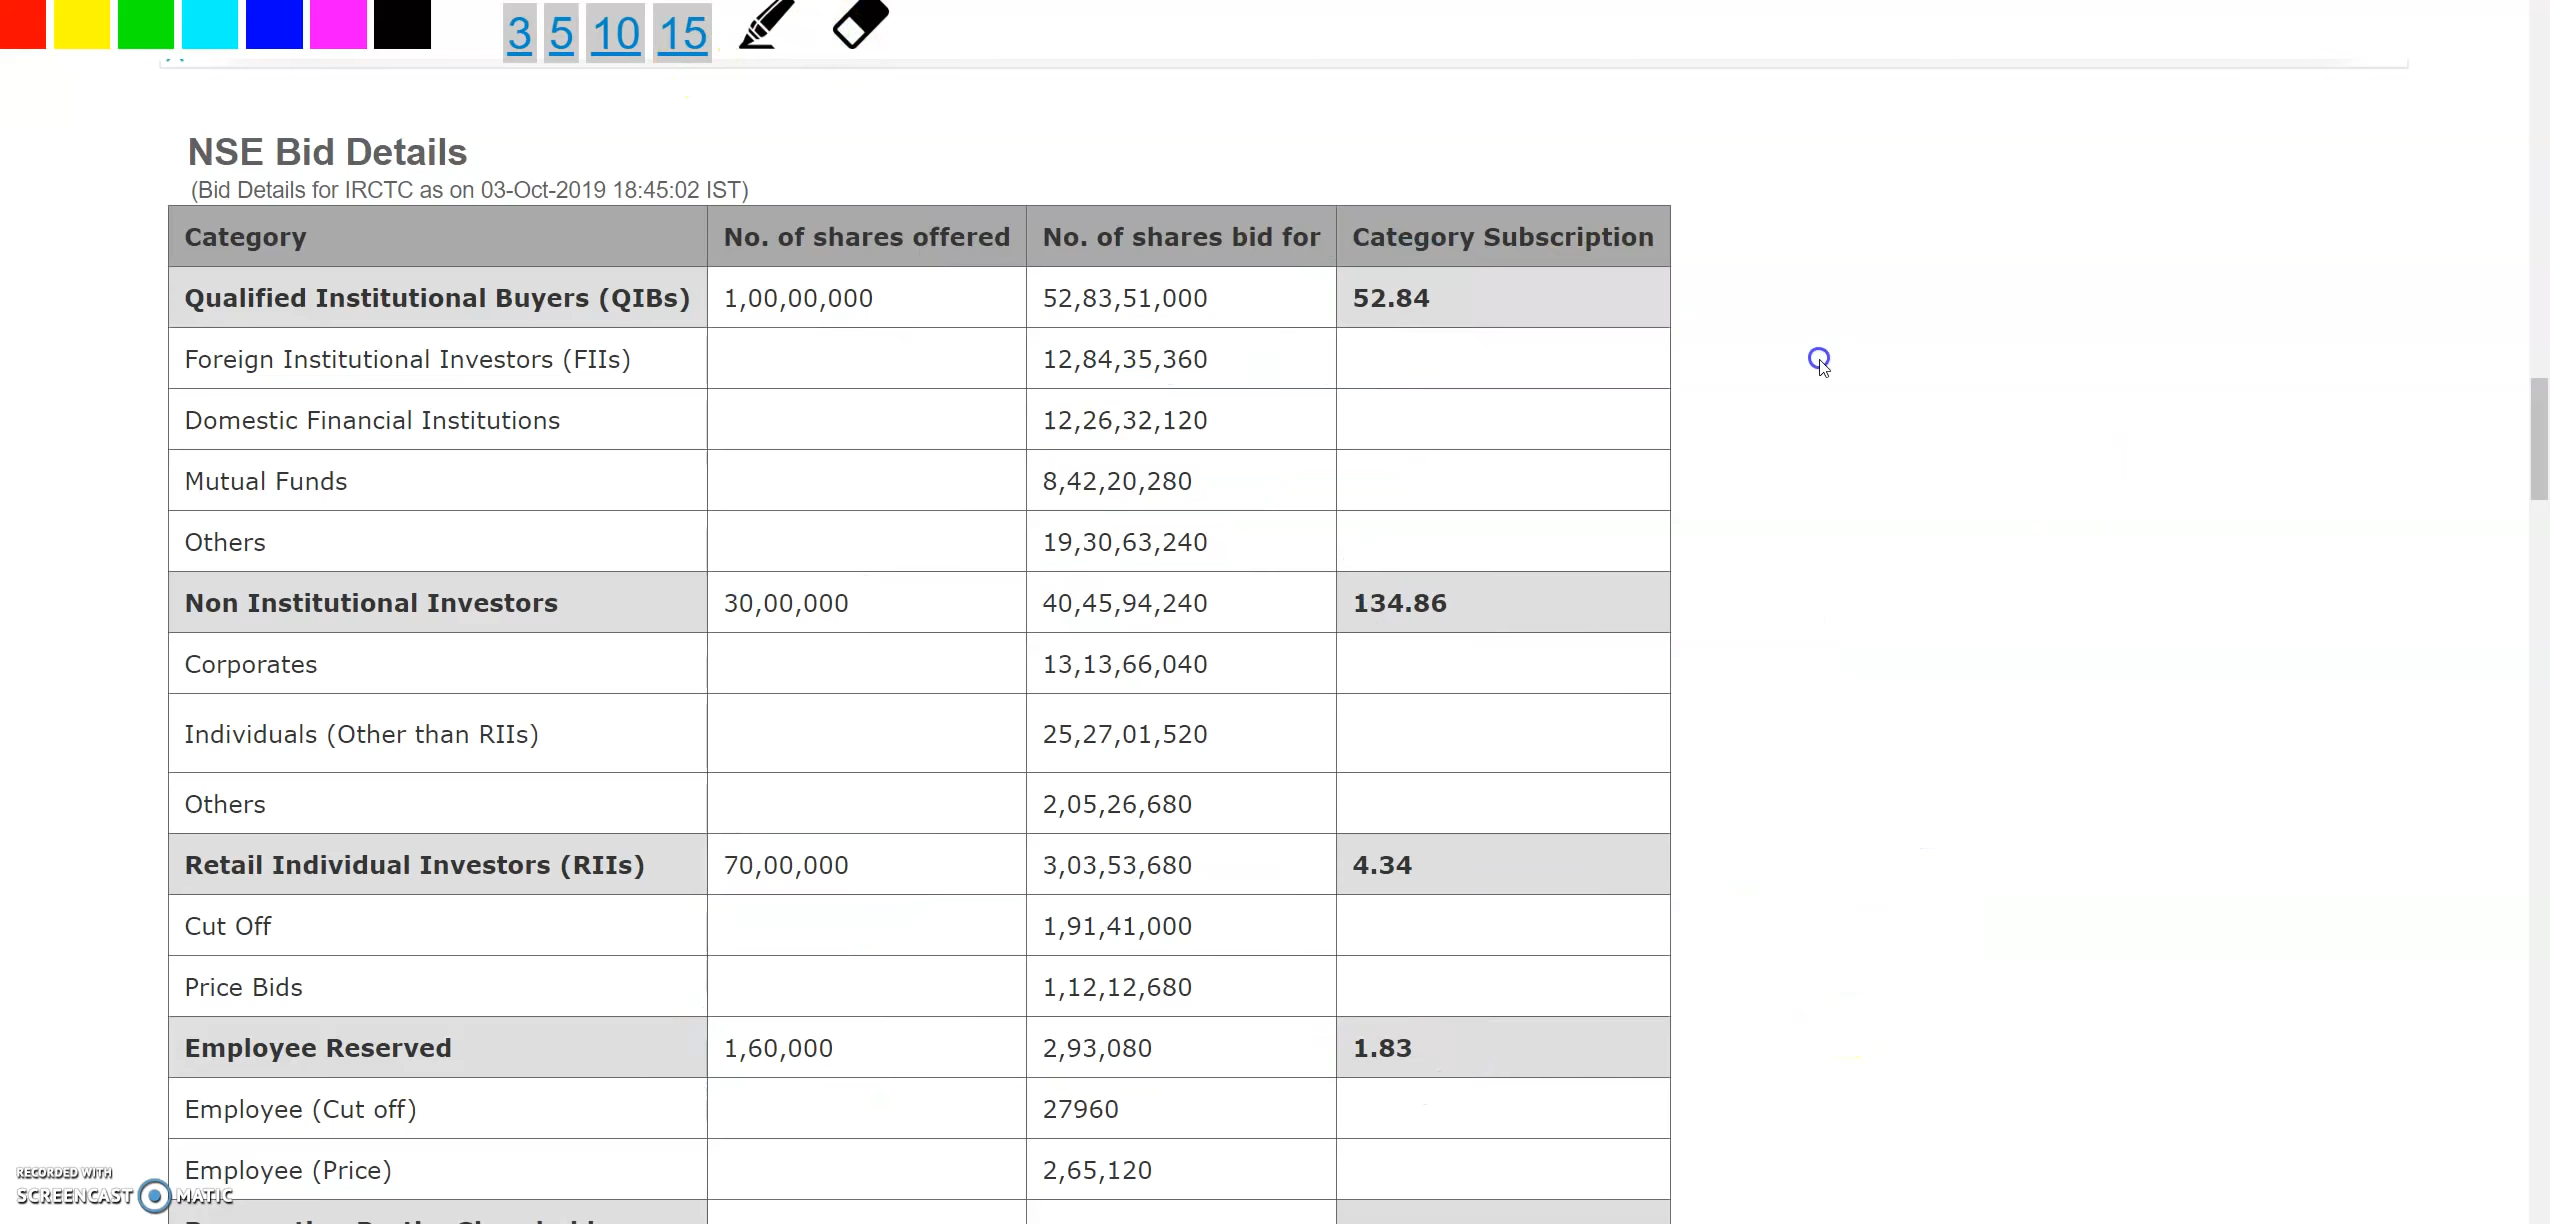 3 5 10 15
NSE Bid Details
(Bid Details for IRCTC as on 03-Oct-2019 18:45:02 IST)
Category No. of shares offered No. of shares bid for Category Subscription
Qualified Institutional Buyers (QIBs) 1,00,00,000 52,83,51,000 52.84
Foreign Institutional Investors (FIIs) 12,84,35,360
Domestic Financial Institutions 12,26,32,120
Mutual Funds 8,42,20,280
Others 19,30,63,240
Non Institutional Investors 30,00,000 40,45,94,240 134.86
Corporates 13,13,66,040
Individuals (Other than RIIs) 25,27,01,520
Others 2,05,26,680
Retail Individual Investors (RIIs) 70,00,000 3,03,53,680 4.34
Cut Off 1,91,41,000
Price Bids 1,12,12,680
Employee Reserved 1,60,000 2,93,080 1.83
Employee (Cut off) 27960
Employee (Price) 2,65,120
RECORDED WITH
SCREENCAST MATIC